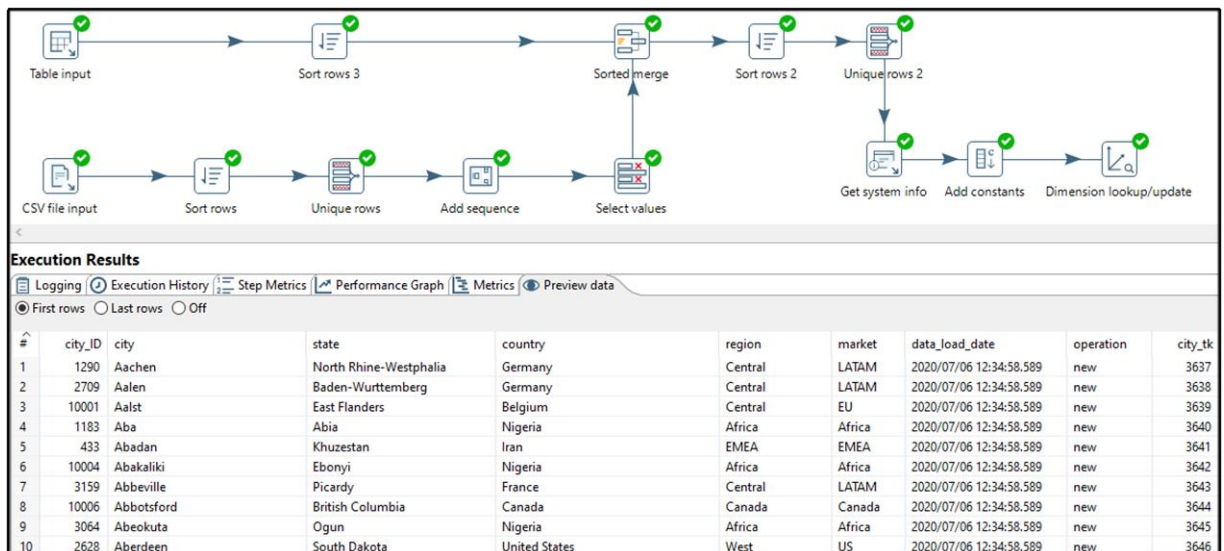 Table input Sort rows 3 Sorted merge Sort rows 2 Unique rows 2
Get system info Add constants Dimension lookup/update
CSV file input Sort rows Unique rows Add sequence Select values
Execution Results
Logging Execution History Step Metrics Performance Graph Metrics Preview data
First rows Last rows Off
# city_ID city state country region market data_load_date operation city_tk
1 1290 Aachen North Rhine-Westphalia Germany Central LATAM 2020/07/06 12:34:58.589 new 3637
2 2709 Aalen Baden-Wurttemberg Germany Central LATAM 2020/07/06 12:34:58.589 new 3638
3 10001 Aalst East Flanders Belgium Central EU 2020/07/06 12:34:58.589 new 3639
4 1183 Aba Abia Nigeria Africa Africa 2020/07/06 12:34:58.589 new 3640
5 433 Abadan Khuzestan Iran EMEA EMEA 2020/07/06 12:34:58.589 new 3641
6 10004 Abakaliki Ebonyi Nigeria Africa Africa 2020/07/06 12:34:58.589 new 3642
7 3159 Abbeville Picardy France Central LATAM 2020/07/06 12:34:58.589 new 3643
8 10006 Abbotsford British Columbia Canada Canada Canada 2020/07/06 12:34:58.589 new 3644
9 3064 Abeokuta Ogun Nigeria Africa Africa 2020/07/06 12:34:58.589 new 3645
10 2628 Aberdeen South Dakota United States West US 2020/07/06 12:34:58.589 new 3646